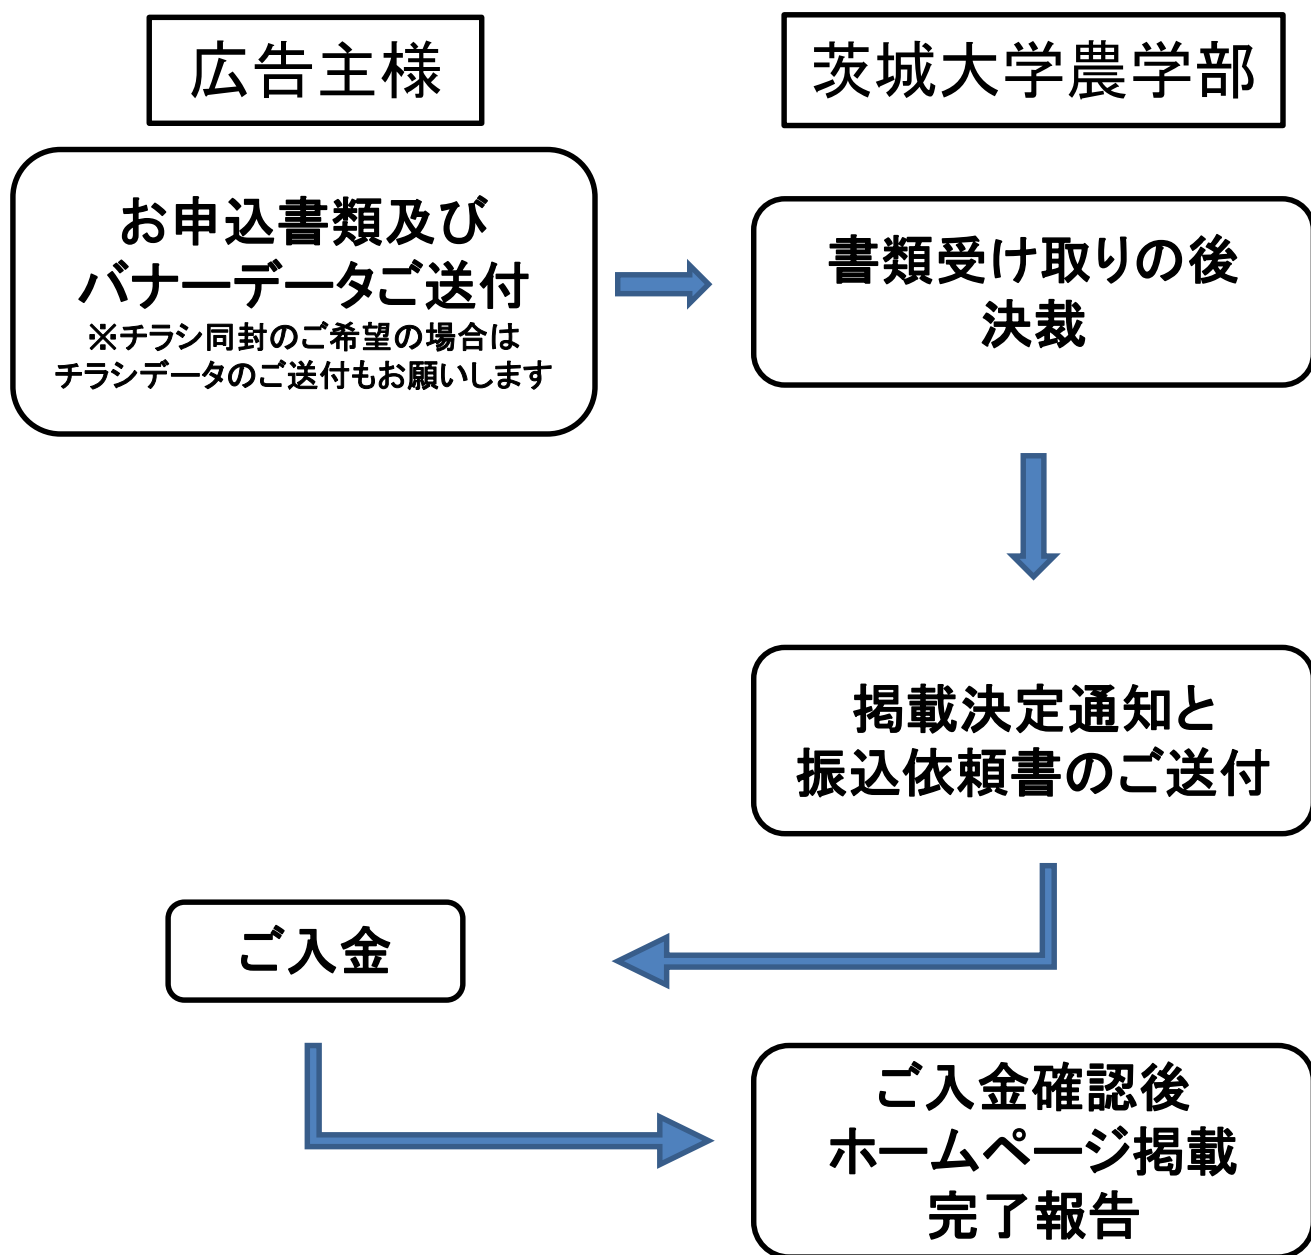 広告主様
茨城大学農学部
お申込書類及び
バナーデータご送付
※チラシ同封のご希望の場合は
チラシデータのご送付もお願いします
書類受け取りの後
決裁
掲載決定通知と
振込依頼書のご送付
ご入金
ご入金確認後
ホームページ掲載
完了報告